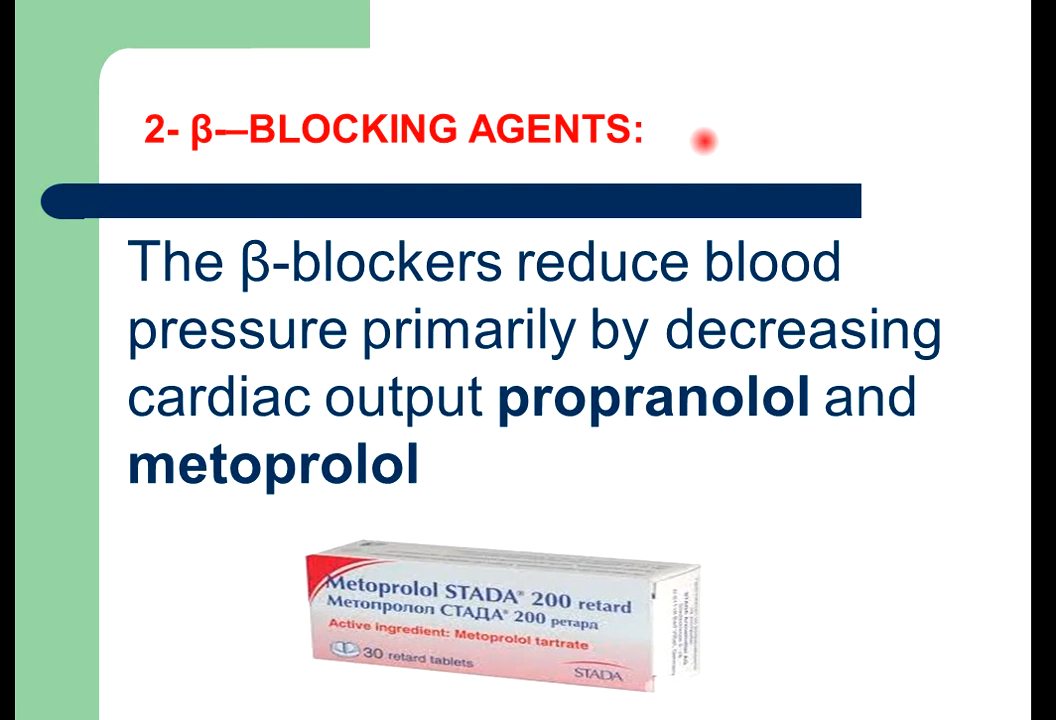 2- β-–BLOCKING AGENTS:
The β-blockers reduce blood
pressure primarily by decreasing
cardiac output propranolol and
metoprolol
Metoprolol STADA® 200 retard
Метопролол СТАДА® 200 ретард
Active ingredient: Metoprolol tartrate
30 retard tablets
STADA